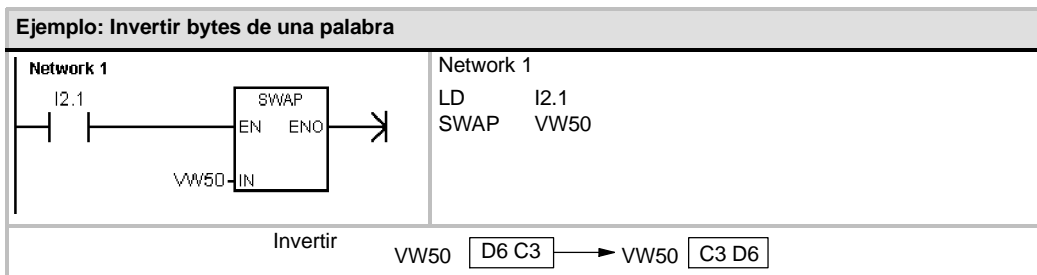 Ejemplo: Invertir bytes de una palabra
Network 1
I2.1
SWAP
EN ENO
VW50 IN
Network 1
LD I2.1
SWAP VW50
Invertir
VW50 D6 C3 VW50 C3 D6